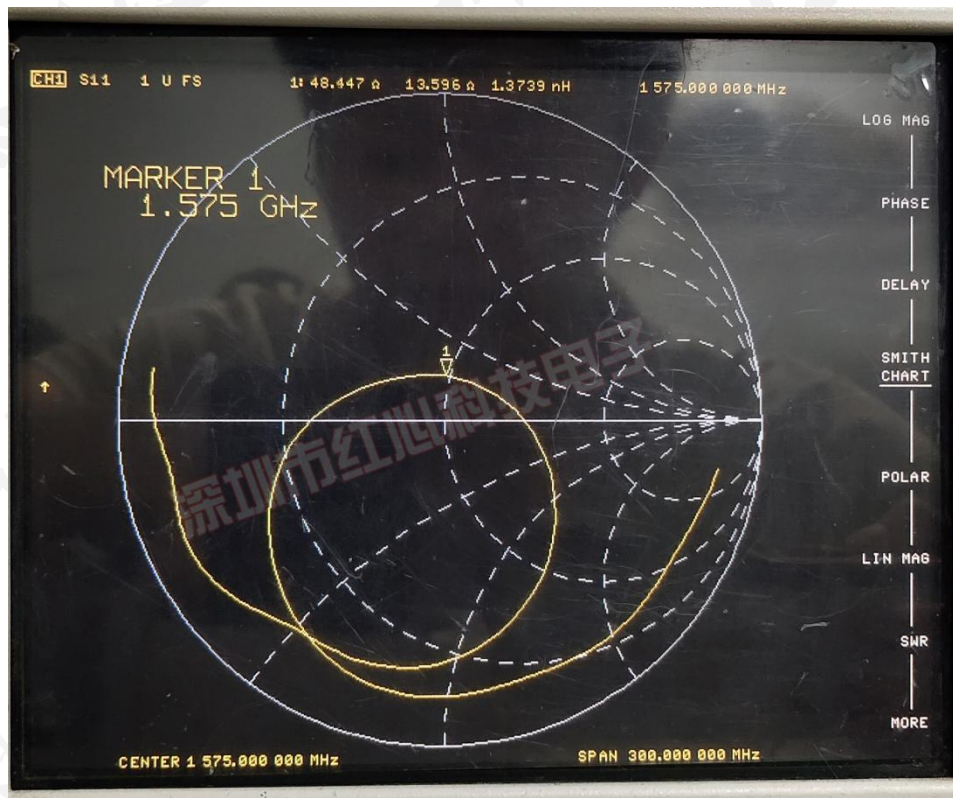 CH1 S11 1 U FS 1: 48.447 Ω 13.596 Ω 1.3739 nH 1 575.000 000 MHz
MARKER 1
1.575 GHz
1
LOG MAG
PHASE
DELAY
SMITH
CHART
POLAR
LIN MAG
SWR
MORE
深圳市红心科技电子
CENTER 1 575.000 000 MHz SPAN 300.000 000 MHz